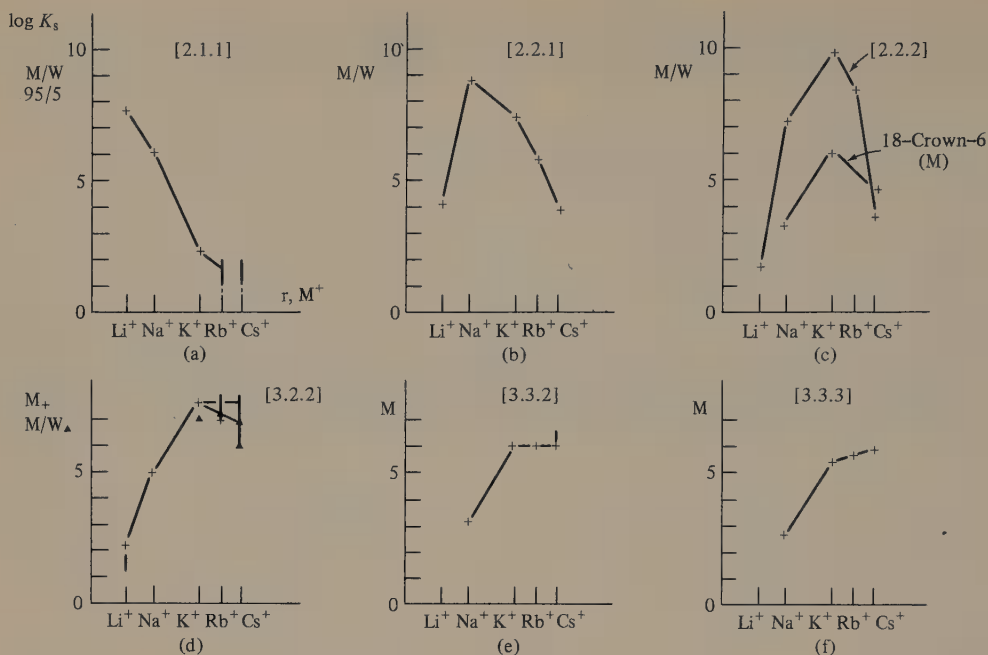 log Kₛ
10
M/W
95/5
5
0
[2.1.1]
r, M⁺
Li⁺ Na⁺ K⁺ Rb⁺ Cs⁺
(a)
10
M/W
5
0
[2.2.1]
Li⁺ Na⁺ K⁺ Rb⁺ Cs⁺
(b)
10
M/W
5
0
[2.2.2]
18–Crown–6
(M)
Li⁺ Na⁺ K⁺ Rb⁺ Cs⁺
(c)
M₊
M/W▲
5
0
[3.2.2]
Li⁺ Na⁺ K⁺ Rb⁺ Cs⁺
(d)
M
5
0
[3.3.2]
Li⁺ Na⁺ K⁺ Rb⁺ Cs⁺
(e)
M
5
0
[3.3.3]
Li⁺ Na⁺ K⁺ Rb⁺ Cs⁺
(f)